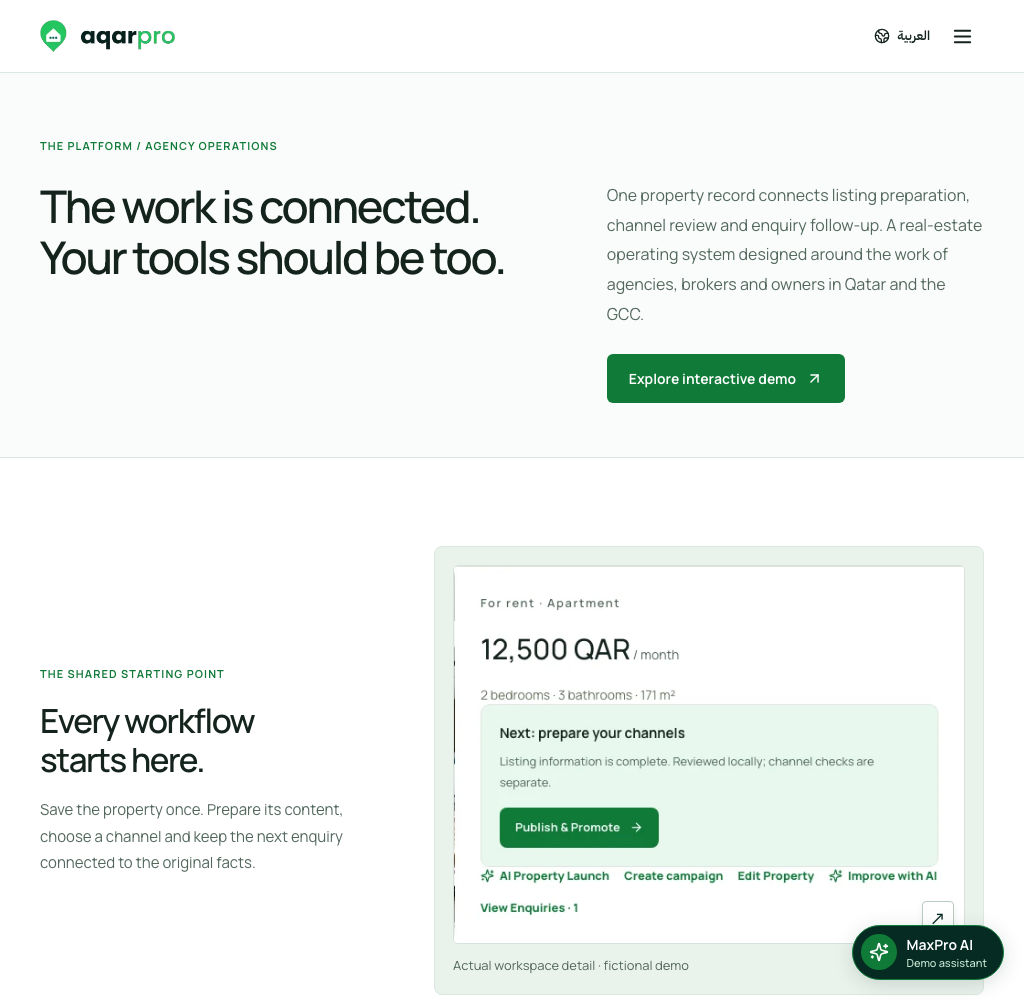 aqarpro
العربية
THE PLATFORM / AGENCY OPERATIONS
The work is connected.
Your tools should be too.
One property record connects listing preparation,
channel review and enquiry follow-up. A real-estate
operating system designed around the work of
agencies, brokers and owners in Qatar and the
GCC.
Explore interactive demo
THE SHARED STARTING POINT
Every workflow
starts here.
Save the property once. Prepare its content,
choose a channel and keep the next enquiry
connected to the original facts.
For rent · Apartment
12,500 QAR / month
2 bedrooms · 3 bathrooms · 171 m²
Next: prepare your channels
Listing information is complete. Reviewed locally; channel checks are
separate.
Publish & Promote
AI Property Launch Create campaign Edit Property Improve with AI
View Enquiries · 1
Actual workspace detail · fictional demo
MaxPro AI
Demo assistant